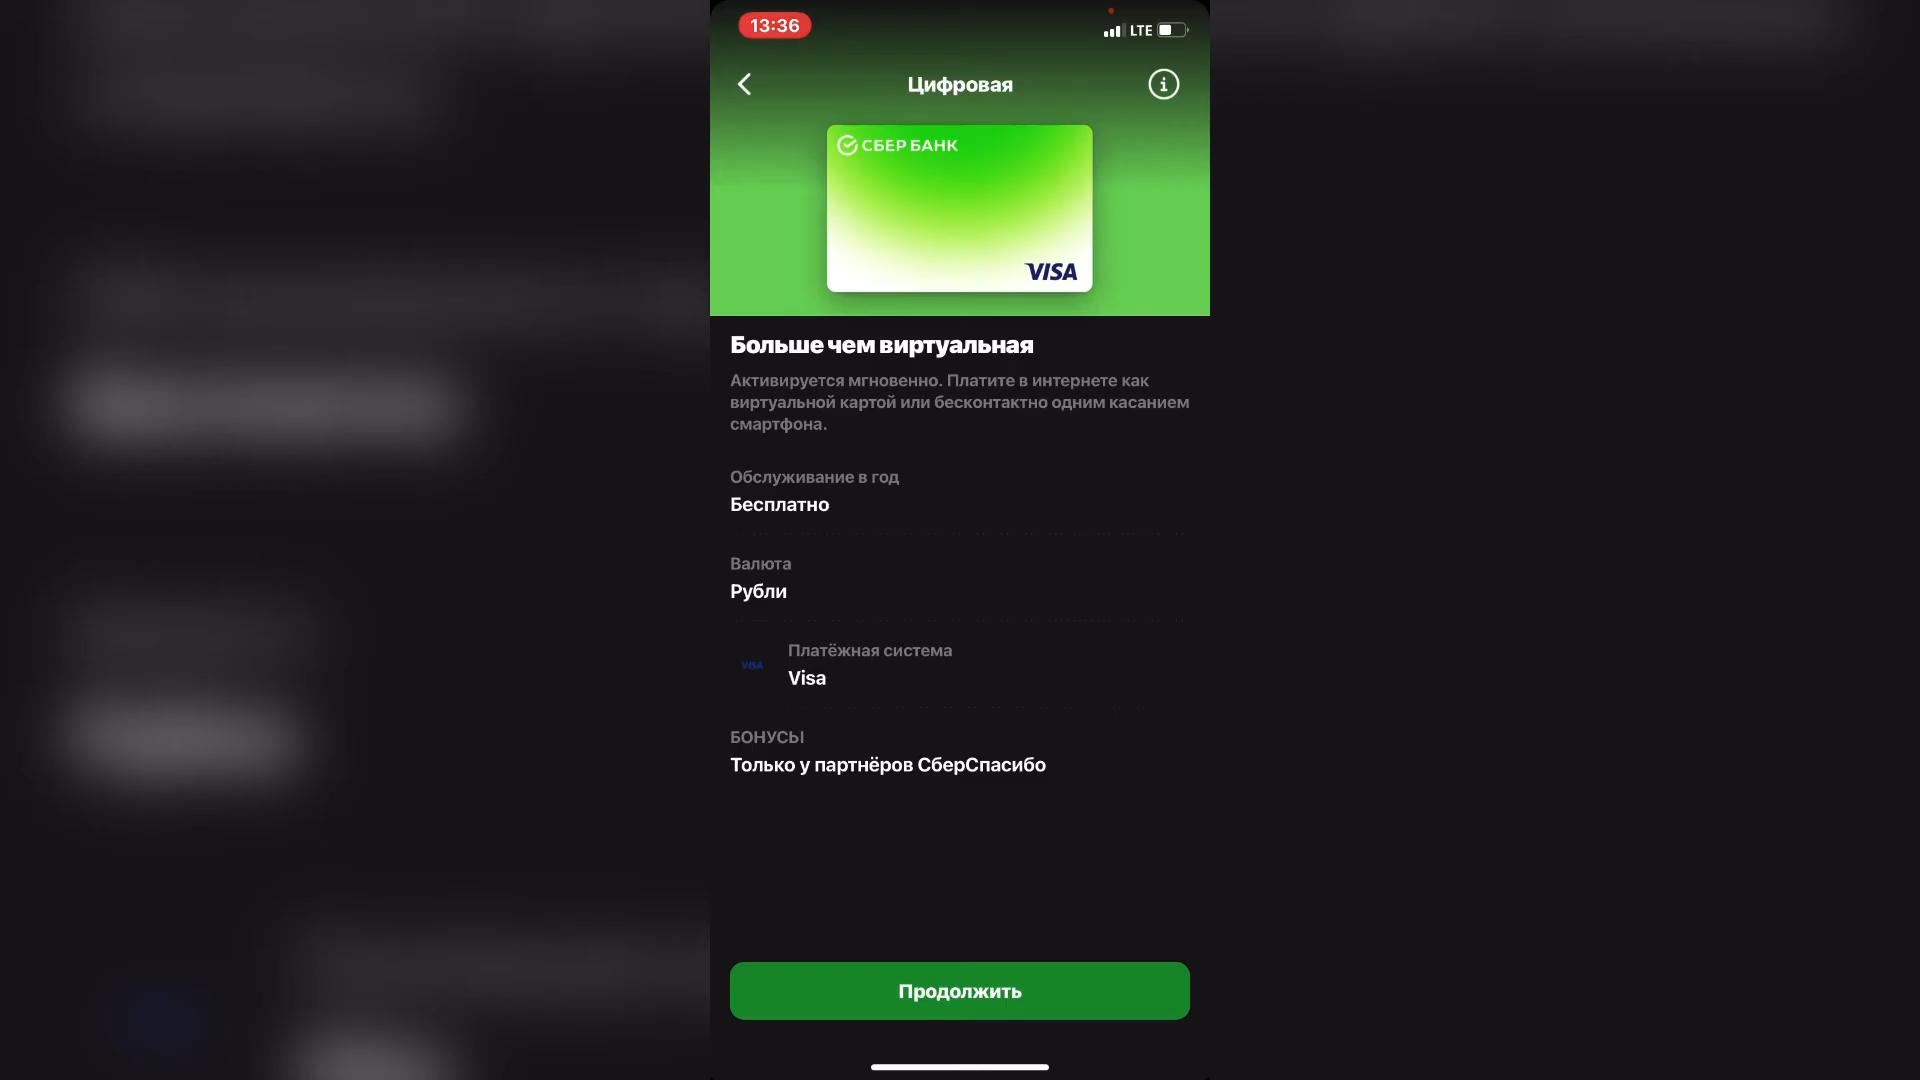 13:36
LTE
Цифровая
СБЕР БАНК
VISA
Больше чем виртуальная
Активируется мгновенно. Платите в интернете как
виртуальной картой или бесконтактно одним касанием
смартфона.
Обслуживание в год
Бесплатно
Валюта
Рубли
VISA
Платёжная система
Visa
БОНУСЫ
Только у партнёров СберСпасибо
Продолжить